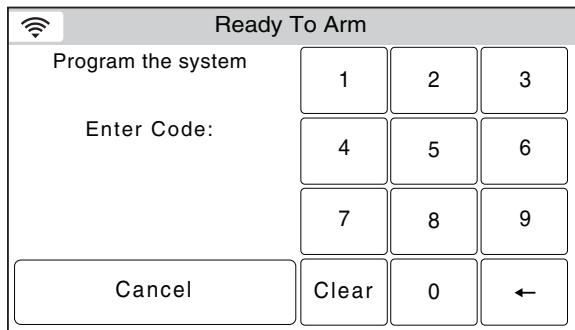 Ready To Arm
Program the system
Enter Code:
1 2 3
4 5 6
7 8 9
Cancel Clear 0 ←